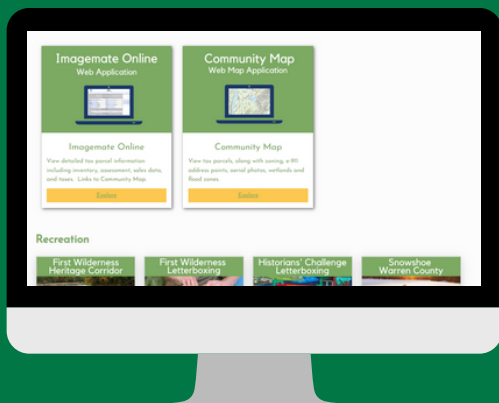 Imagemate Online
Web Application
Community Map
Web Map Application
Imagemate Online
View detailed tax parcel information
including inventory, assessment, sales data,
and taxes. Links to Community Map.
Explore
Community Map
View tax parcels, along with zoning, e-911
address points, aerial photos, wetlands and
flood zones.
Explore
Recreation
First Wilderness
Heritage Corridor
First Wilderness
Letterboxing
Historians' Challenge
Letterboxing
Snowshoe
Warren County